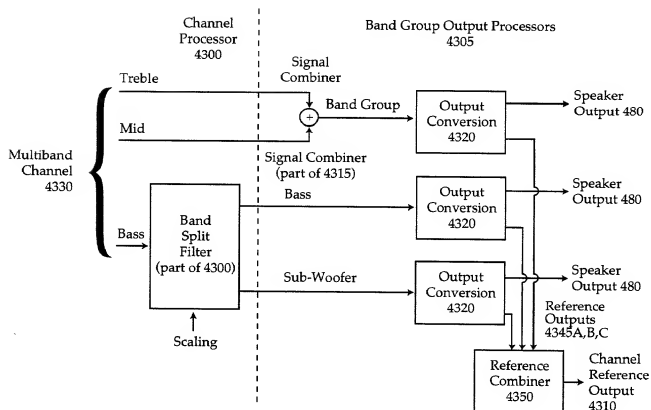 Channel
Processor
4300
Band Group Output Processors
4305
Signal
Combiner
Treble
Band Group
Output
Conversion
4320
Speaker
Output 480
Mid
Multiband
Channel
4330
Signal Combiner
(part of 4315)
Bass
Output
Conversion
4320
Speaker
Output 480
Bass
Band
Split
Filter
(part of 4300)
Sub-Woofer
Output
Conversion
4320
Speaker
Output 480
Scaling
Reference
Outputs
4345A,B,C
Reference
Combiner
4350
Channel
Reference
Output
4310